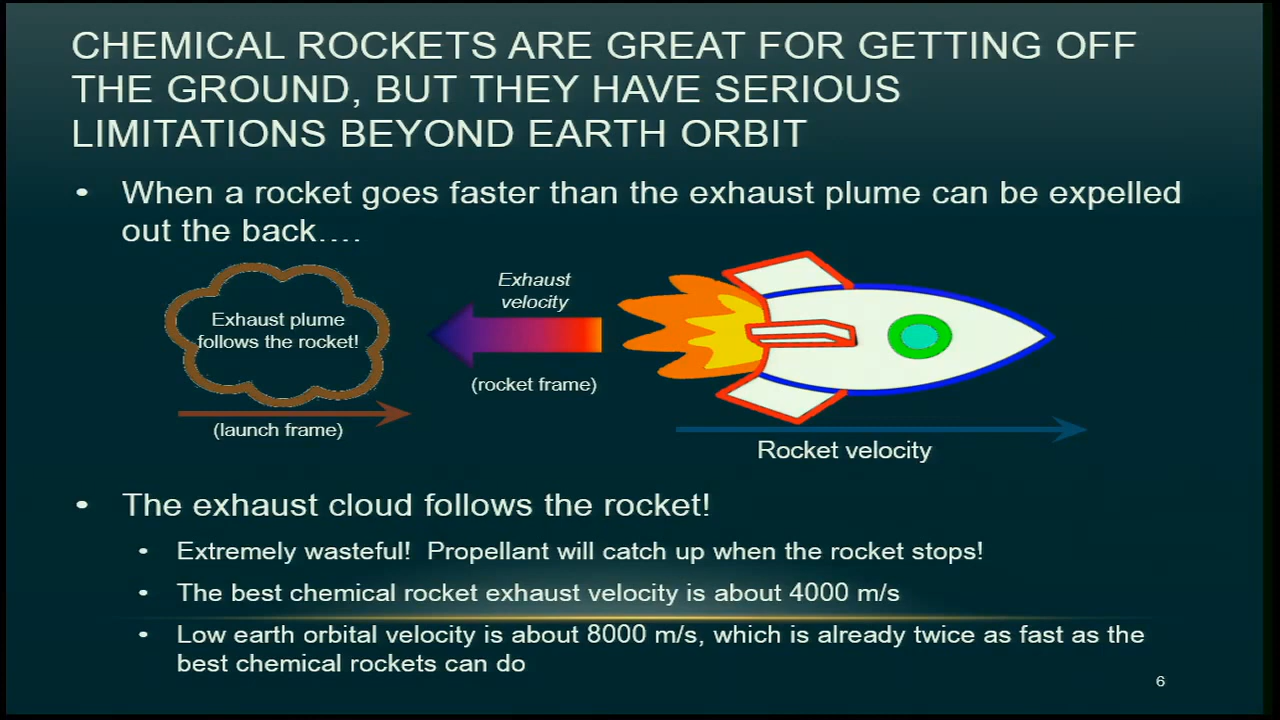 CHEMICAL ROCKETS ARE GREAT FOR GETTING OFF
THE GROUND, BUT THEY HAVE SERIOUS
LIMITATIONS BEYOND EARTH ORBIT
• When a rocket goes faster than the exhaust plume can be expelled
out the back....
Exhaust plume
follows the rocket!
(launch frame)
Exhaust
velocity
(rocket frame)
Rocket velocity
• The exhaust cloud follows the rocket!
• Extremely wasteful! Propellant will catch up when the rocket stops!
• The best chemical rocket exhaust velocity is about 4000 m/s
• Low earth orbital velocity is about 8000 m/s, which is already twice as fast as the
best chemical rockets can do
6